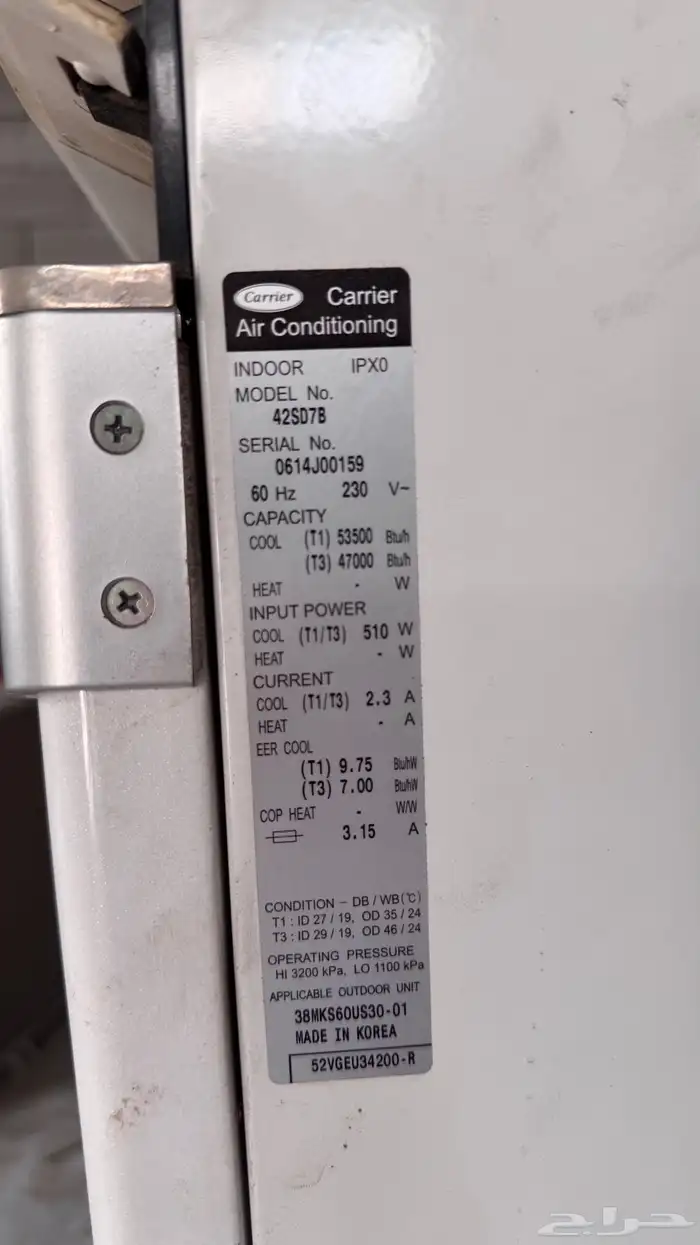 Carrier Carrier
Air Conditioning
INDOOR IPX0
MODEL No.
42SD7B
SERIAL No.
0614J00159
60 Hz 230 V~
CAPACITY
COOL (T1) 53500 Btu/h
(T3) 47000 Btu/h
HEAT - W
INPUT POWER
COOL (T1/T3) 510 W
HEAT - W
CURRENT
COOL (T1/T3) 2.3 A
HEAT - A
EER COOL
(T1) 9.75 Btu/hW
(T3) 7.00 Btu/hW
COP HEAT - W/W
3.15 A
CONDITION - DB / WB(℃)
T1 : ID 27 / 19, OD 35 / 24
T3 : ID 29 / 19, OD 46 / 24
OPERATING PRESSURE
HI 3200 kPa, LO 1100 kPa
APPLICABLE OUTDOOR UNIT
38MKS60US30-01
MADE IN KOREA
52VGEU34200-R
حراج